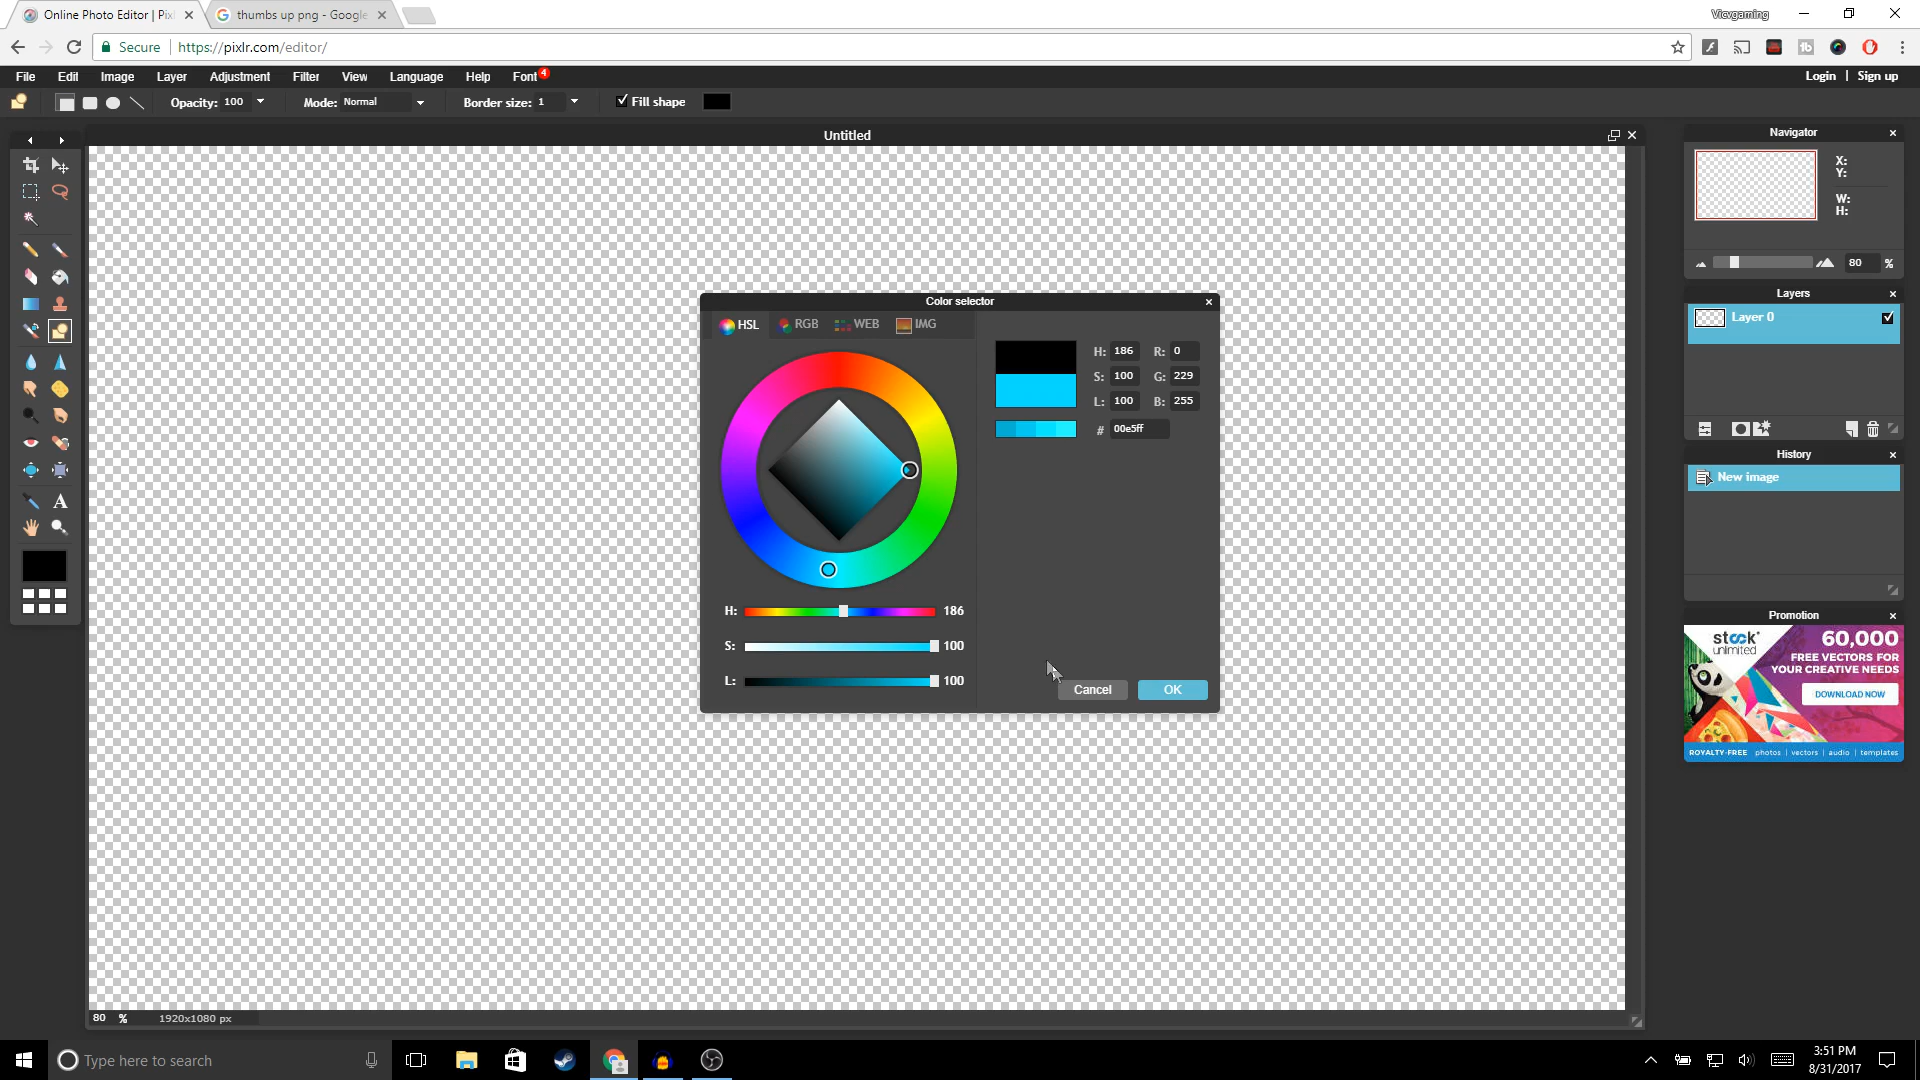 Online Photo Editor | Pix
thumbs up png - Google
Vicvgaming
Secure
https://pixlr.com/editor/
File Edit Image Layer Adjustment Filter View Language Help Font 4
Login | Sign up
Opacity: 100 Mode: Normal Border size: 1 Fill shape
Untitled
Navigator
X:
Y:
W:
H:
80 %
Layers
Layer 0
History
New image
Promotion
stock
unlimited
60,000
FREE VECTORS FOR
YOUR CREATIVE NEEDS
DOWNLOAD NOW
ROYALTY-FREE photos | vectors | audio | templates
Color selector
HSL RGB WEB IMG
H: 186 R: 0
S: 100 G: 229
L: 100 B: 255
# 00e5ff
H: 186
S: 100
L: 100
Cancel OK
A
80 % 1920x1080 px
Type here to search
3:51 PM
8/31/2017